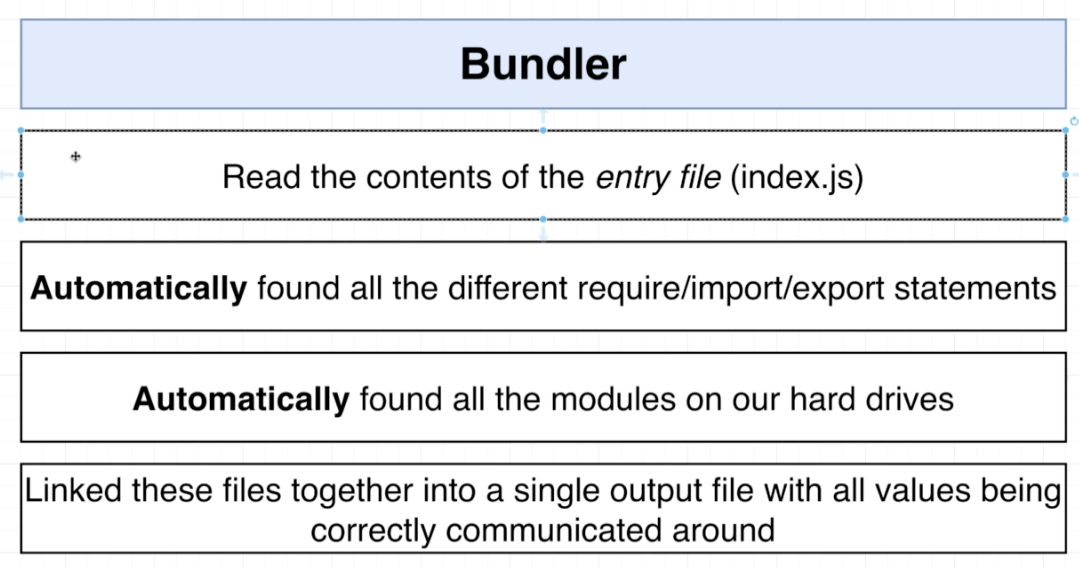 Bundler
Read the contents of the entry file (index.js)
Automatically found all the different require/import/export statements
Automatically found all the modules on our hard drives
Linked these files together into a single output file with all values being
correctly communicated around